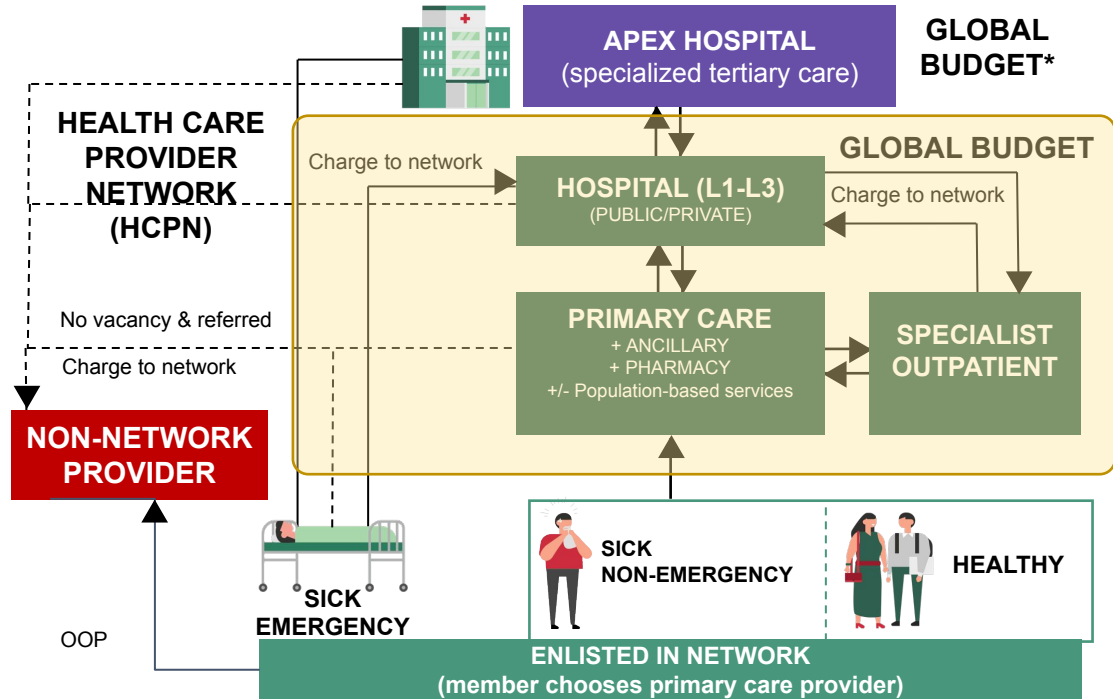 APEX HOSPITAL
(specialized tertiary care)
GLOBAL
BUDGET*
HEALTH CARE
PROVIDER
NETWORK
(HCPN)
Charge to network
GLOBAL BUDGET
HOSPITAL (L1-L3)
(PUBLIC/PRIVATE)
Charge to network
No vacancy & referred
Charge to network
PRIMARY CARE
+ ANCILLARY
+ PHARMACY
+/- Population-based services
SPECIALIST
OUTPATIENT
NON-NETWORK
PROVIDER
SICK
EMERGENCY
SICK
NON-EMERGENCY
HEALTHY
OOP
ENLISTED IN NETWORK
(member chooses primary care provider)